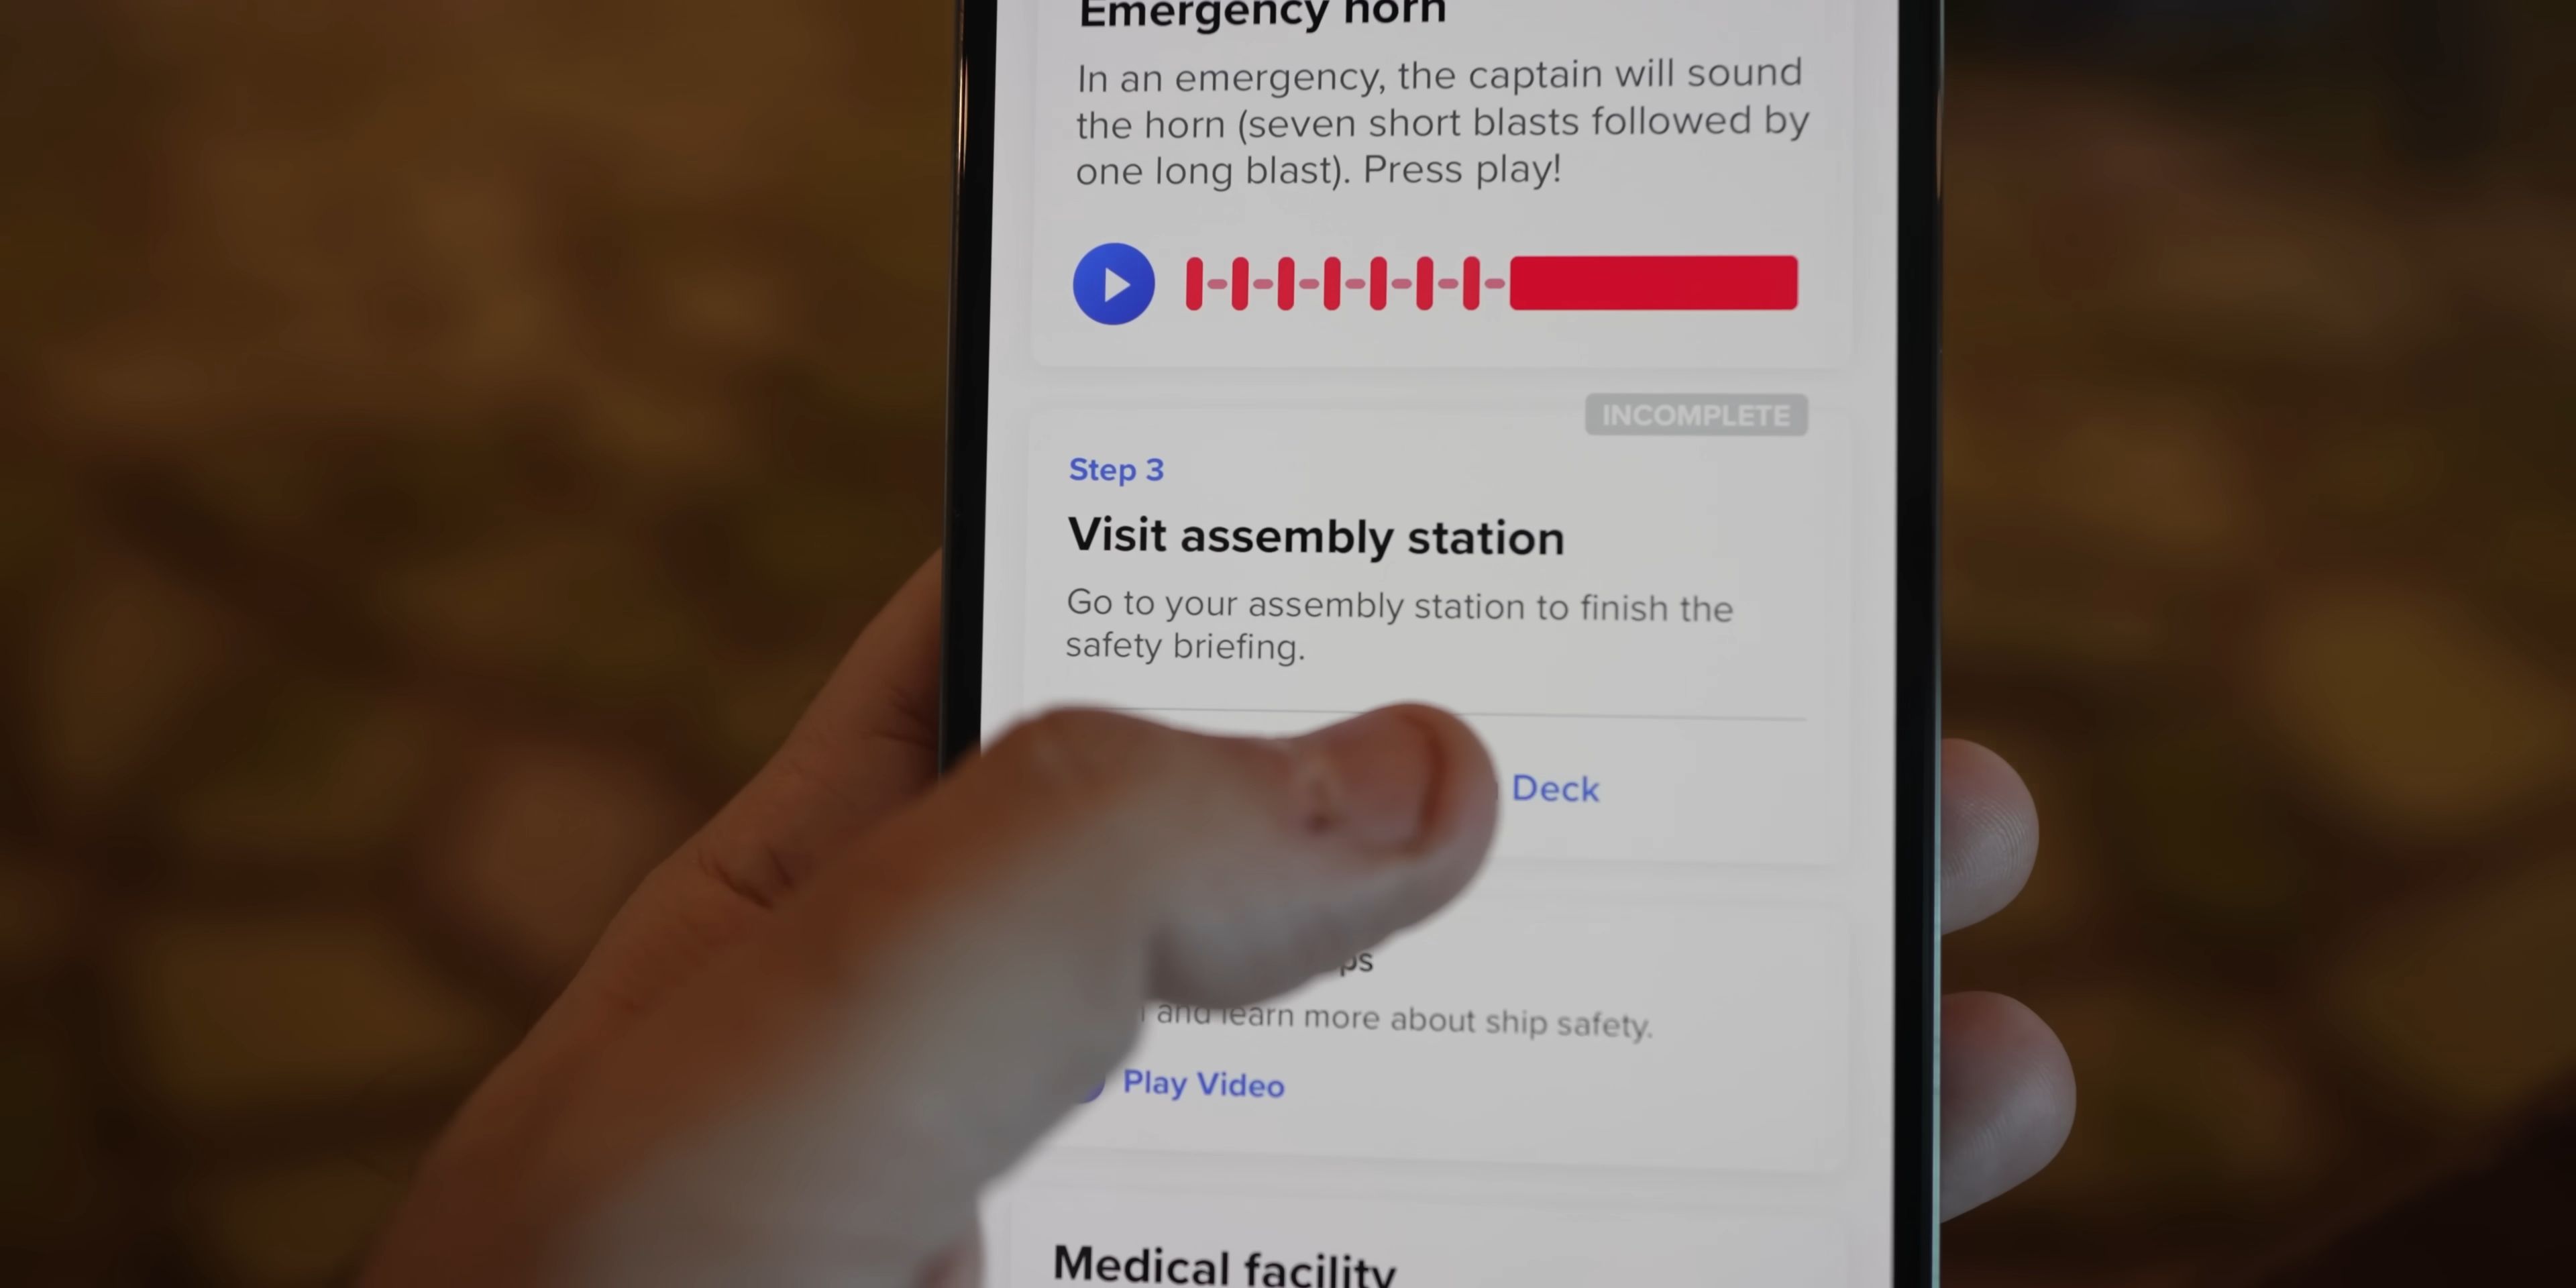 Emergency horn
In an emergency, the captain will sound
the horn (seven short blasts followed by
one long blast). Press play!
INCOMPLETE
Step 3
Visit assembly station
Go to your assembly station to finish the
safety briefing.
Deck
and learn more about ship safety.
Play Video
Medical facility